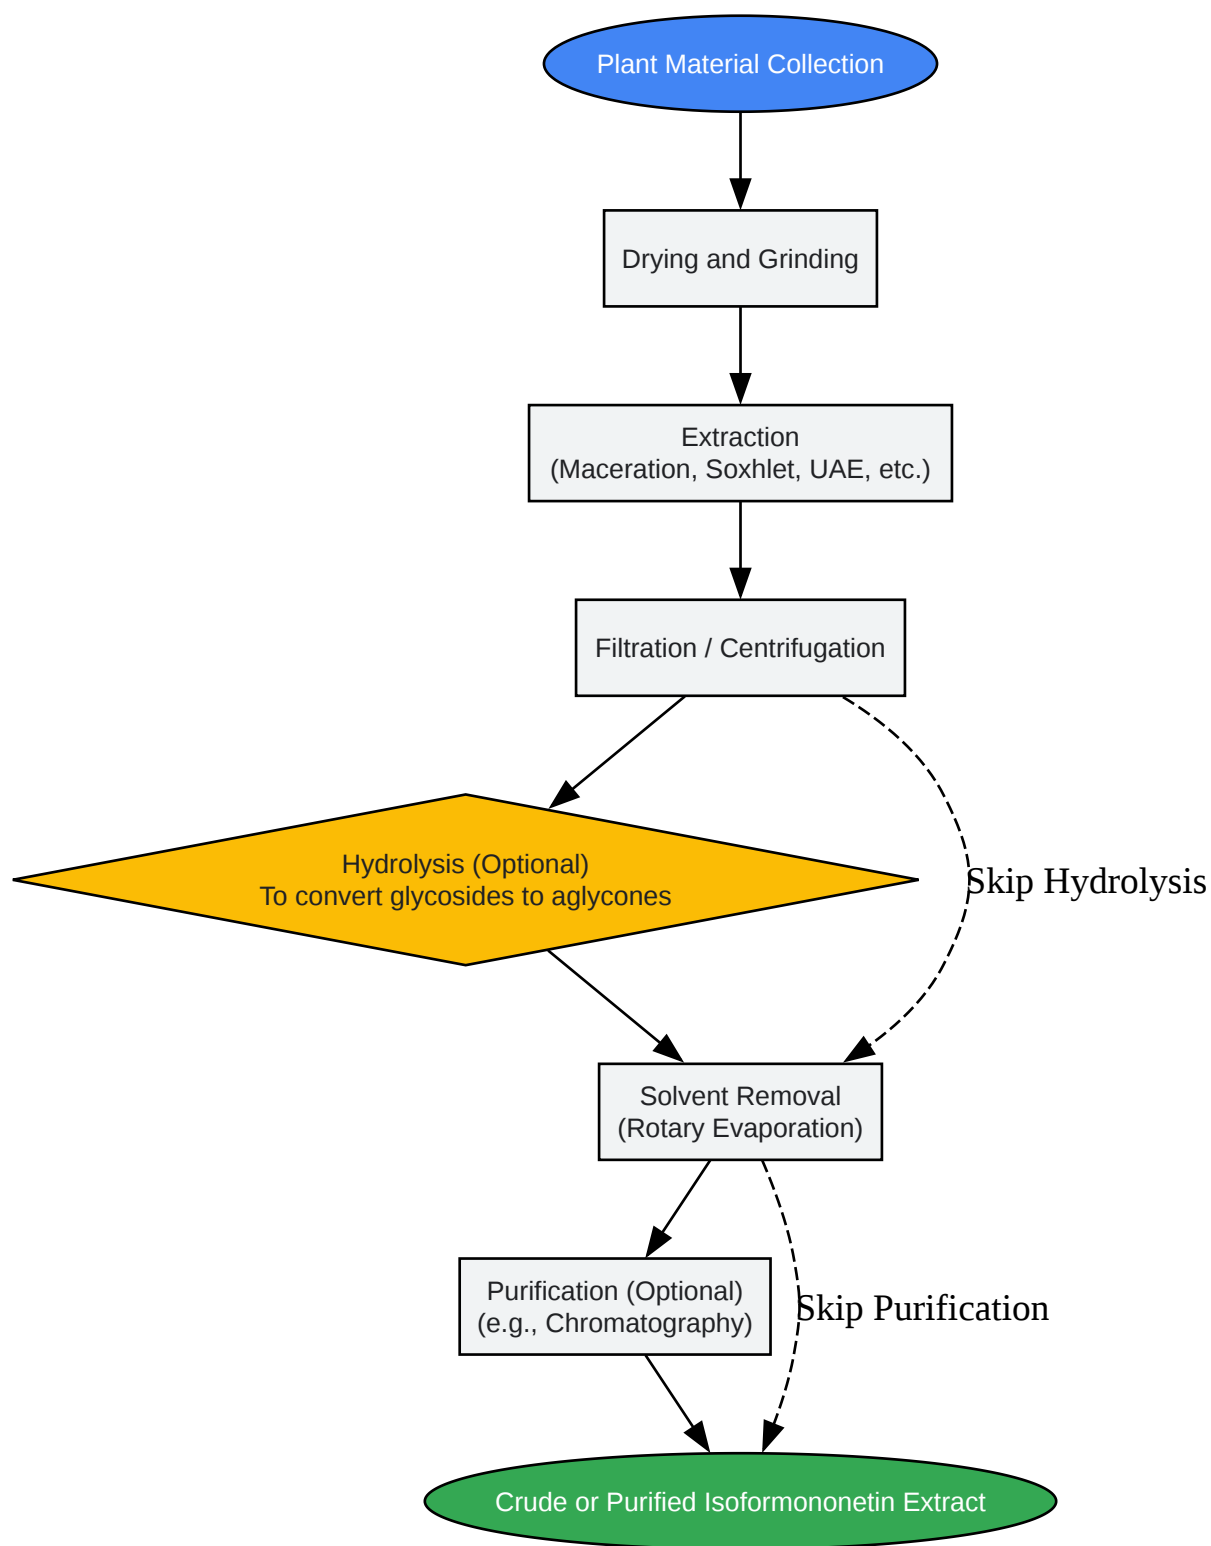 Plant Material Collection
Drying and Grinding
Extraction
(Maceration, Soxhlet, UAE, etc.)
Filtration / Centrifugation
Hydrolysis (Optional)
To convert glycosides to aglycones
Skip Hydrolysis
Solvent Removal
(Rotary Evaporation)
Purification (Optional)
(e.g., Chromatography)
Skip Purification
Crude or Purified Isoformononetin Extract